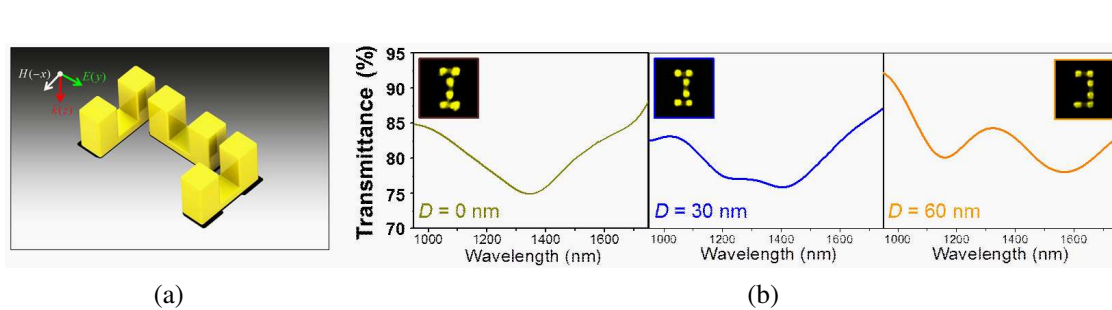 H(-x)
E(y)
k(z)
Transmittance (%)
95
90
85
80
75
70
D = 0 nm
D = 30 nm
D = 60 nm
1000 1200 1400 1600
1000 1200 1400 1600
1000 1200 1400 1600
Wavelength (nm)
Wavelength (nm)
Wavelength (nm)
(a)
(b)